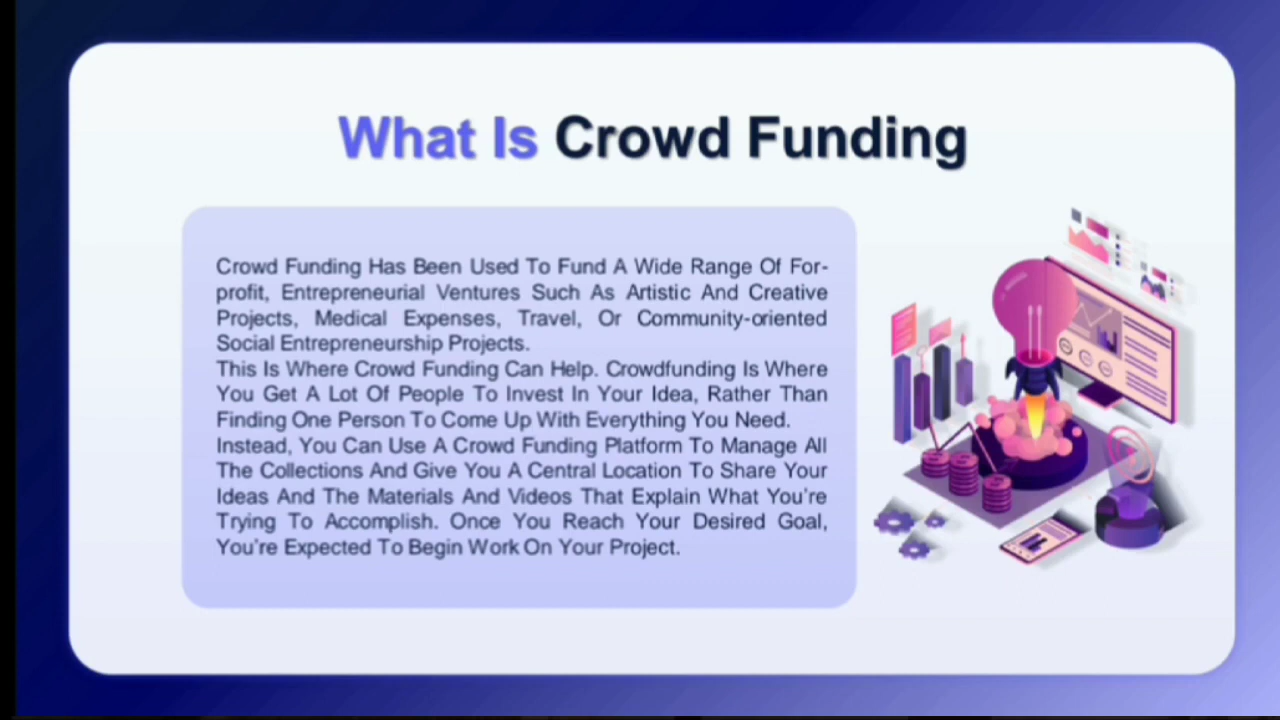 What Is Crowd Funding
Crowd Funding Has Been Used To Fund A Wide Range Of For-
profit, Entrepreneurial Ventures Such As Artistic And Creative
Projects, Medical Expenses, Travel, Or Community-oriented
Social Entrepreneurship Projects.
This Is Where Crowd Funding Can Help. Crowdfunding Is Where
You Get A Lot Of People To Invest In Your Idea, Rather Than
Finding One Person To Come Up With Everything You Need.
Instead, You Can Use A Crowd Funding Platform To Manage All
The Collections And Give You A Central Location To Share Your
Ideas And The Materials And Videos That Explain What You're
Trying To Accomplish. Once You Reach Your Desired Goal,
You're Expected To Begin Work On Your Project.